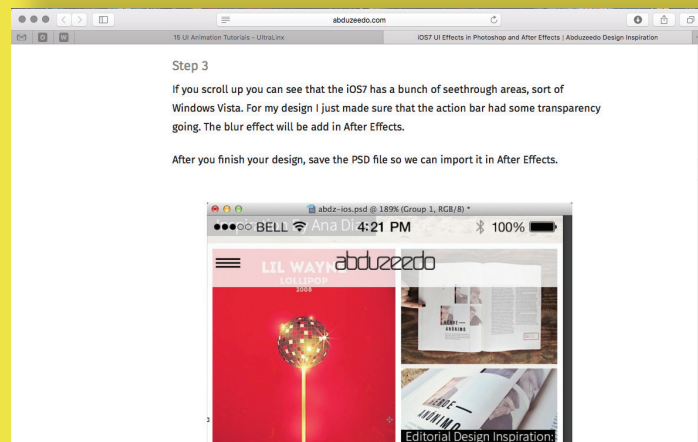 abduzeedo.com
15 UI Animation Tutorials - UltraLinx
iOS7 UI Effects in Photoshop and After Effects | Abduzeedo Design Inspiration
Step 3
If you scroll up you can see that the iOS7 has a bunch of seethrough areas, sort of
Windows Vista. For my design I just made sure that the action bar had some transparency
going. The blur effect will be add in After Effects.
After you finish your design, save the PSD file so we can import it in After Effects.
abdz-ios.psd @ 189% (Group 1, RGB/8) *
BELL 4:21 PM 100%
Ana Di
abduzeedo
LIL WAYN
LOLLIPOP
2008
ANÔNIMO
Editorial Design Inspiration: